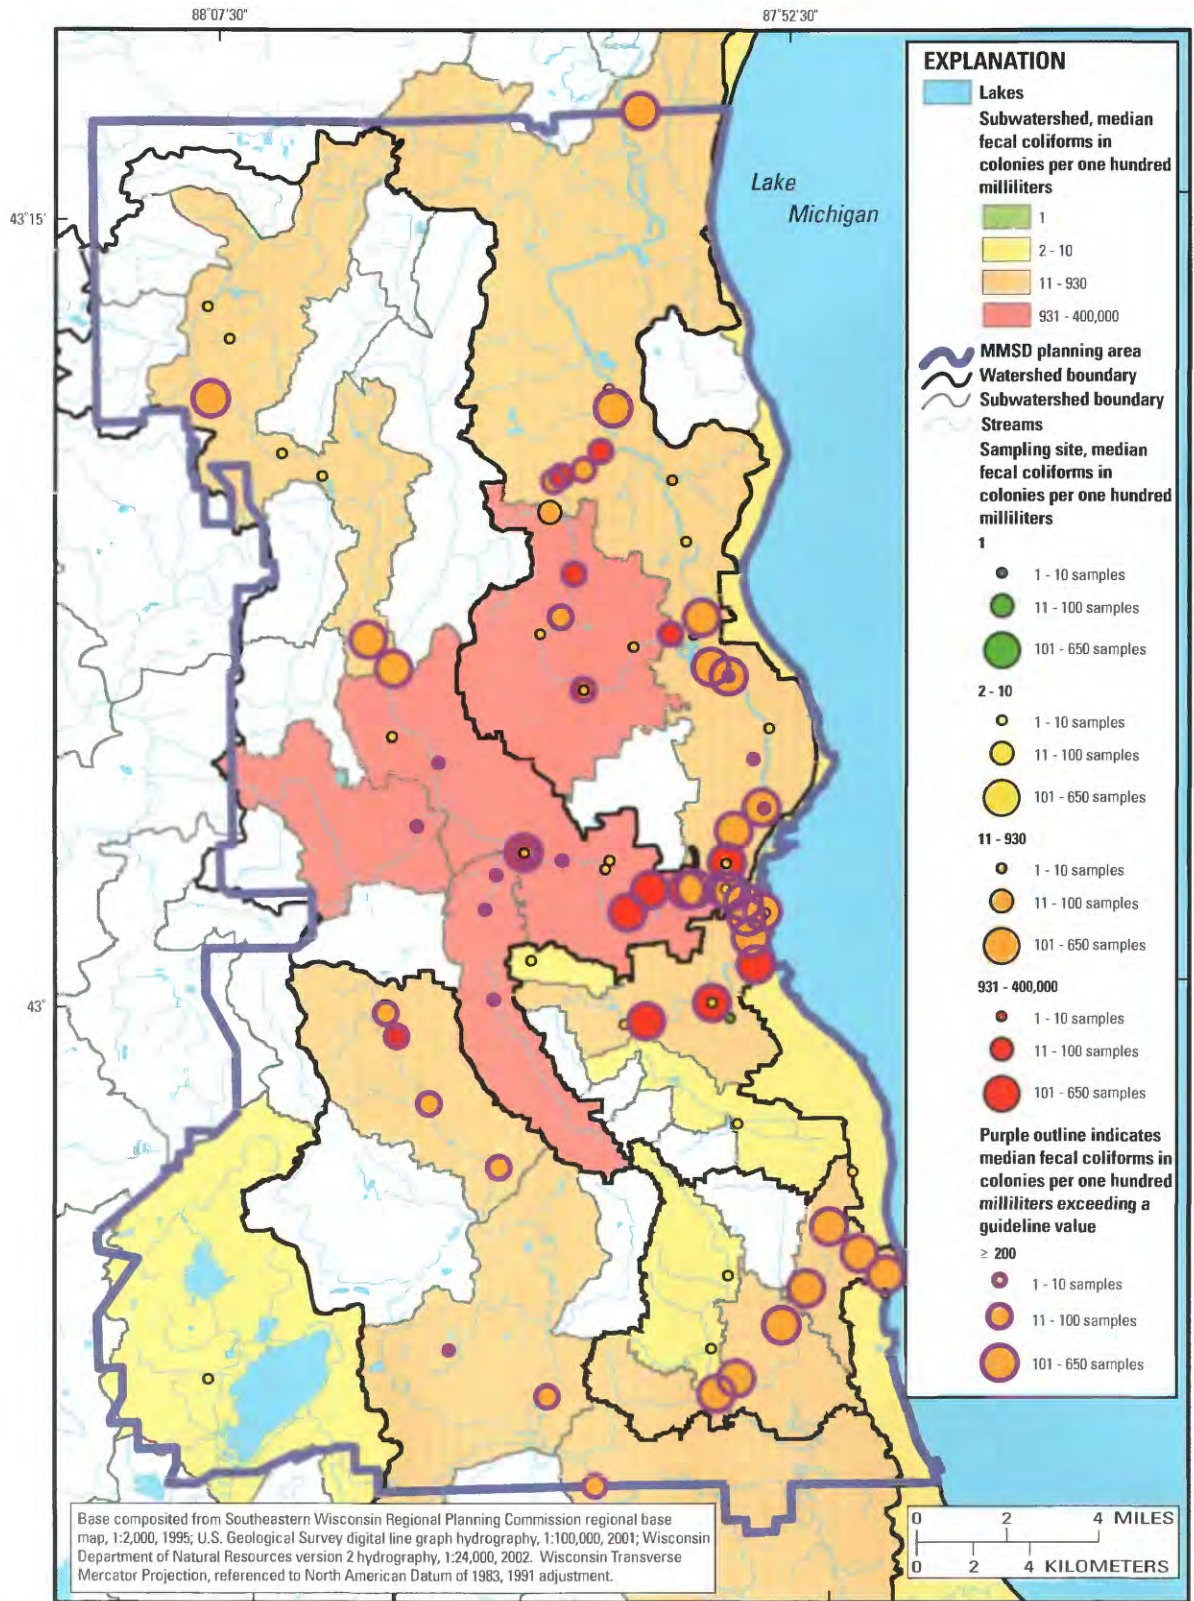 88°07'30"
87°52'30"
43°15'
43°
Lake
Michigan
EXPLANATION
Lakes
Subwatershed, median
fecal coliforms in
colonies per one hundred
milliliters
1
2 - 10
11 - 930
931 - 400,000
MMSD planning area
Watershed boundary
Subwatershed boundary
Streams
Sampling site, median
fecal coliforms in
colonies per one hundred
milliliters
1
1 - 10 samples
11 - 100 samples
101 - 650 samples
2 - 10
1 - 10 samples
11 - 100 samples
101 - 650 samples
11 - 930
1 - 10 samples
11 - 100 samples
101 - 650 samples
931 - 400,000
1 - 10 samples
11 - 100 samples
101 - 650 samples
Purple outline indicates
median fecal coliforms in
colonies per one hundred
milliliters exceeding a
guideline value
≥ 200
1 - 10 samples
11 - 100 samples
101 - 650 samples
Base composited from Southeastern Wisconsin Regional Planning Commission regional base
map, 1:2,000, 1995; U.S. Geological Survey digital line graph hydrography, 1:100,000, 2001; Wisconsin
Department of Natural Resources version 2 hydrography, 1:24,000, 2002. Wisconsin Transverse
Mercator Projection, referenced to North American Datum of 1983, 1991 adjustment.
0 2 4 MILES
0 2 4 KILOMETERS